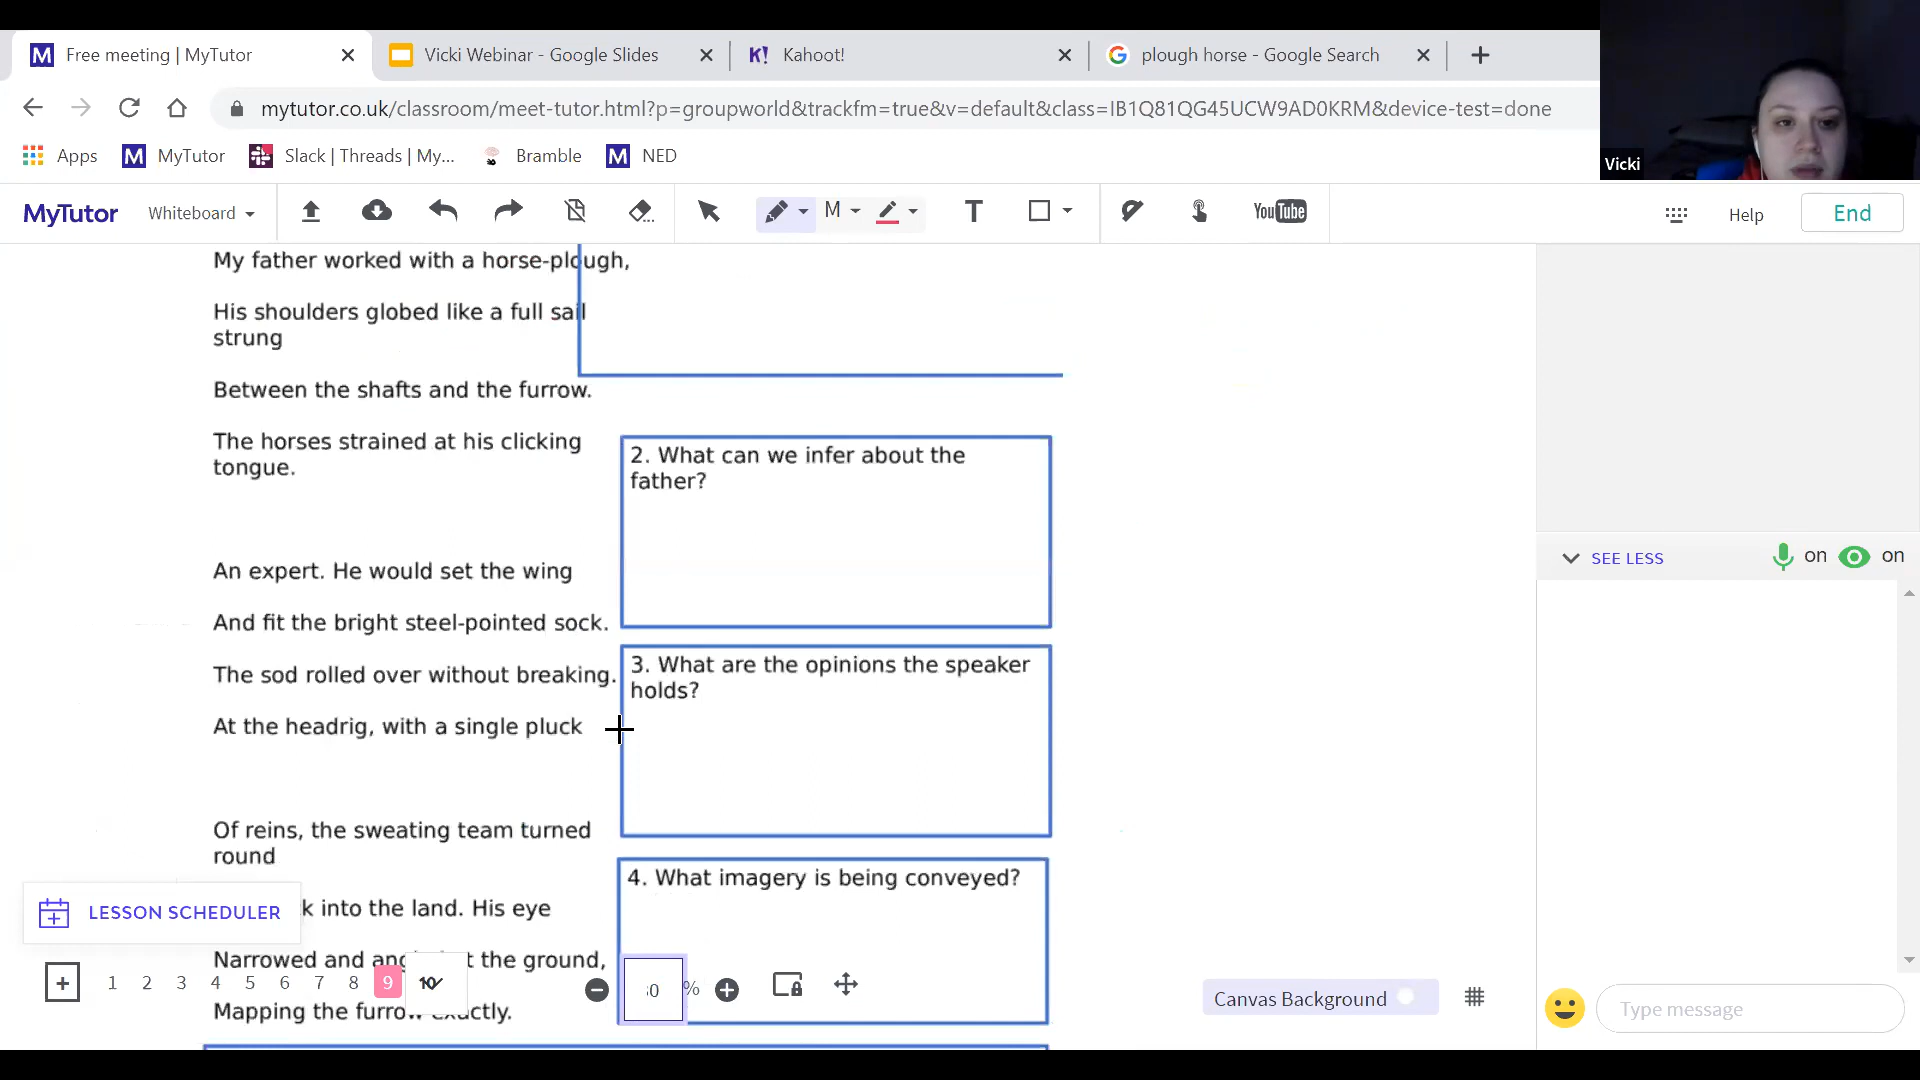 Free meeting | MyTutor
Vicki Webinar - Google Slides
K! Kahoot!
plough horse - Google Search
mytutor.co.uk/classroom/meet-tutor.html?p=groupworld&trackfm=true&v=default&class=IB1Q81QG45UCW9AD0KRM&device-test=done
Apps
M MyTutor
Slack | Threads | My...
Bramble
M NED
Vicki
MyTutor
Whiteboard
M
T
YouTube
Help
End
My father worked with a horse-plough,
His shoulders globed like a full sail
strung
Between the shafts and the furrow.
The horses strained at his clicking
tongue.
An expert. He would set the wing
And fit the bright steel-pointed sock.
The sod rolled over without breaking.
At the headrig, with a single pluck
Of reins, the sweating team turned
round
into the land. His eye
Narrowed and the ground,
Mapping the
2. What can we infer about the
father?
3. What are the opinions the speaker
holds?
4. What imagery is being conveyed?
SEE LESS
on
on
LESSON SCHEDULER
1 2 3 4 5 6 7 8 9 10
%
Canvas Background
Type message